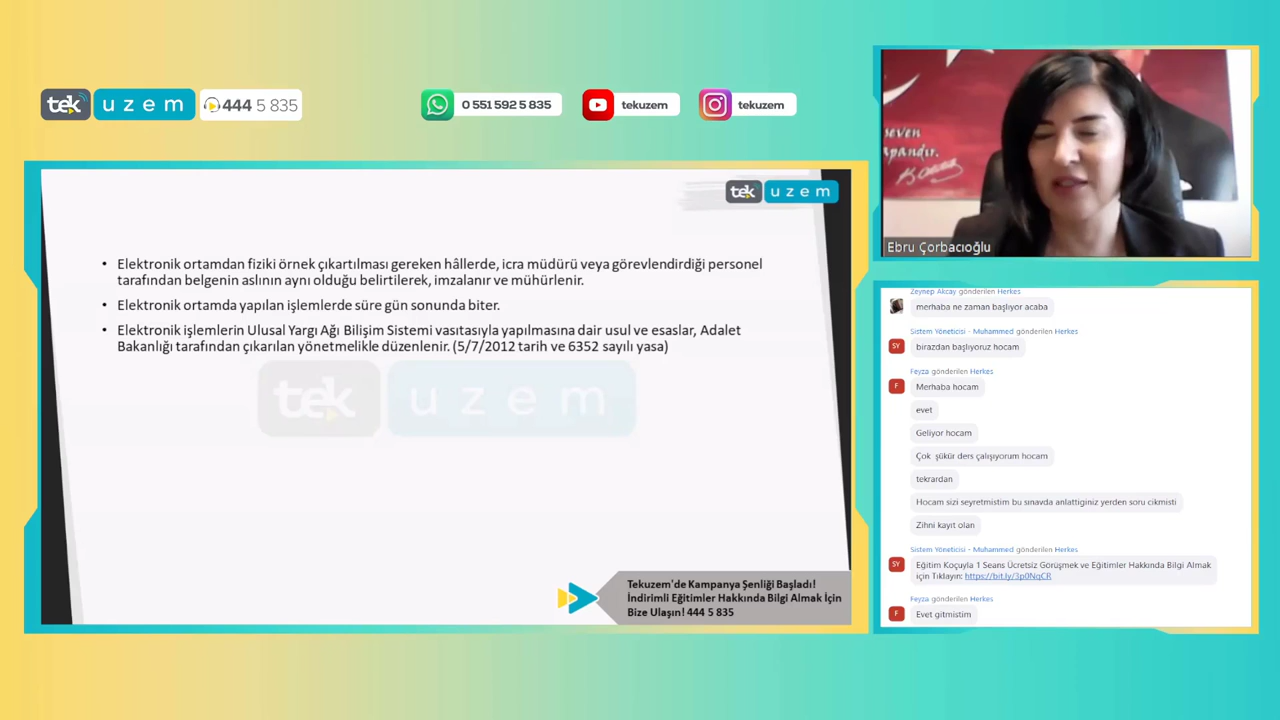 tek uzem 444 5 835
0 551 592 5 835
tekuzem
tekuzem
tek uzem
• Elektronik ortamdan fiziki örnek çıkartılması gereken hâllerde, icra müdürü veya görevlendirdiği personel
tarafından belgenin aslının aynı olduğu belirtilerek, imzalanır ve mühürlenir.
• Elektronik ortamda yapılan işlemlerde süre gün sonunda biter.
• Elektronik işlemlerin Ulusal Yargı Ağı Bilişim Sistemi vasıtasıyla yapılmasına dair usul ve esaslar, Adalet
Bakanlığı tarafından çıkarılan yönetmelikle düzenlenir. (5/7/2012 tarih ve 6352 sayılı yasa)
tek uzem
Tekuzem'de Kampanya Şenliği Başladı!
İndirimli Eğitimler Hakkında Bilgi Almak İçin
Bize Ulaşın! 444 5 835
seven
apandır.
Ebru Çorbacıoğlu
Zeynep Akcay gönderilen Herkes
merhaba ne zaman başlıyor acaba
Sistem Yöneticisi - Muhammed gönderilen Herkes
SY
birazdan başlıyoruz hocam
Feyza gönderilen Herkes
F
Merhaba hocam
evet
Geliyor hocam
Çok şükür ders çalışıyorum hocam
tekrardan
Hocam sizi seyretmistim bu sınavda anlattiginiz yerden soru cikmisti
Zihni kayıt olan
Sistem Yöneticisi - Muhammed gönderilen Herkes
SY
Eğitim Koçuyla 1 Seans Ücretsiz Görüşmek ve Eğitimler Hakkında Bilgi Almak
için Tıklayın: https://bit.ly/3p0NqCR
Feyza gönderilen Herkes
F
Evet gitmistim